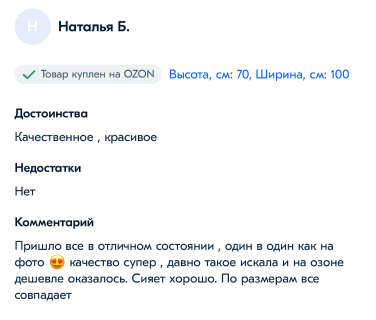 Н
Наталья Б.
Товар куплен на OZON Высота, см: 70, Ширина, см: 100
Достоинства
Качественное , красивое
Недостатки
Нет
Комментарий
Пришло все в отличном состоянии , один в один как на
фото 😍 качество супер , давно такое искала и на озоне
дешевле оказалось. Сияет хорошо. По размерам все
совпадает